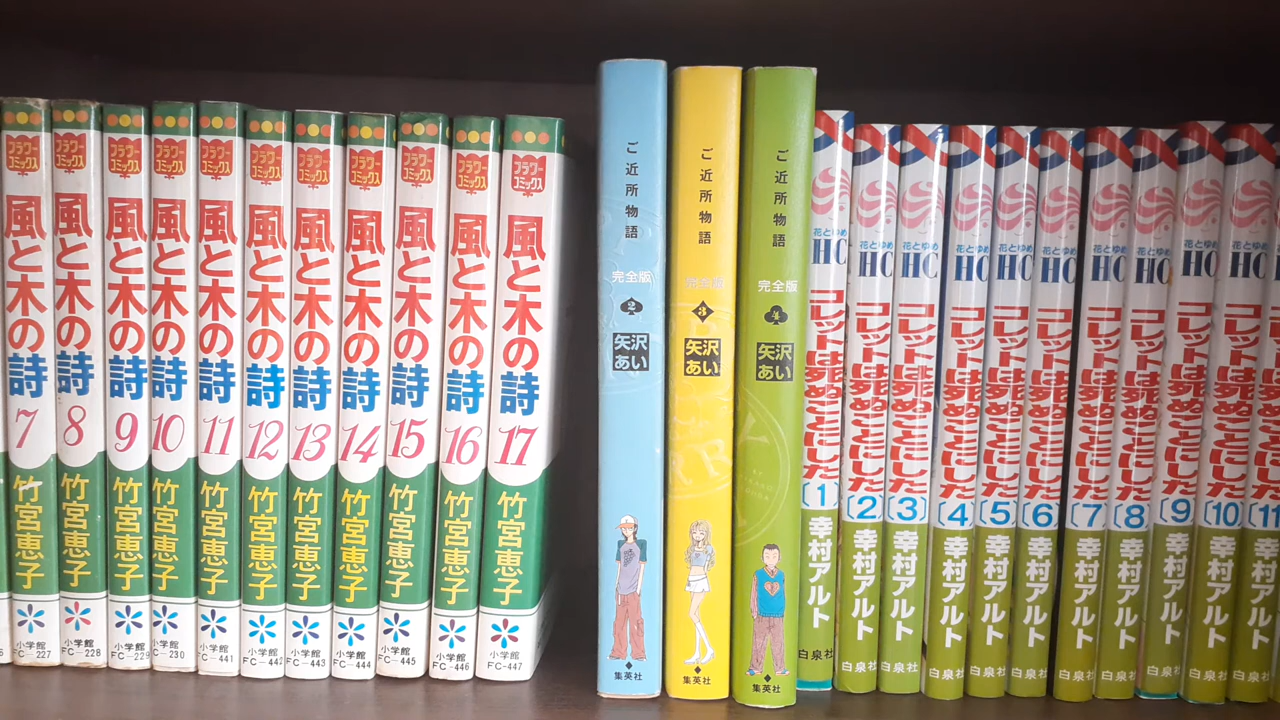 フラワーコミックス
風と木の詩
7
竹宮恵子
小学館
FC-227
フラワーコミックス
風と木の詩
8
竹宮恵子
小学館
FC-228
フラワーコミックス
風と木の詩
9
竹宮恵子
小学館
FC-229
フラワーコミックス
風と木の詩
10
竹宮恵子
小学館
FC-230
フラワーコミックス
風と木の詩
11
竹宮恵子
小学館
FC-441
フラワーコミックス
風と木の詩
12
竹宮恵子
小学館
FC-442
フラワーコミックス
風と木の詩
13
竹宮恵子
小学館
FC-443
フラワーコミックス
風と木の詩
14
竹宮恵子
小学館
FC-444
フラワーコミックス
風と木の詩
15
竹宮恵子
小学館
FC-445
フラワーコミックス
風と木の詩
16
竹宮恵子
小学館
FC-446
フラワーコミックス
風と木の詩
17
竹宮恵子
小学館
FC-447
ご近所物語
完全版
2
矢沢あい
集英社
ご近所物語
完全版
3
矢沢あい
集英社
ご近所物語
完全版
4
矢沢あい
集英社
花とゆめ
HC
コレットは死ぬことにした
〔1〕
幸村アルト
白泉社
花とゆめ
HC
コレットは死ぬことにした
〔2〕
幸村アルト
白泉社
花とゆめ
HC
コレットは死ぬことにした
〔3〕
幸村アルト
白泉社
花とゆめ
HC
コレットは死ぬことにした
〔4〕
幸村アルト
白泉社
花とゆめ
HC
コレットは死ぬことにした
〔5〕
幸村アルト
白泉社
花とゆめ
HC
コレットは死ぬことにした
〔6〕
幸村アルト
白泉社
花とゆめ
HC
コレットは死ぬことにした
〔7〕
幸村アルト
白泉社
花とゆめ
HC
コレットは死ぬことにした
〔8〕
幸村アルト
白泉社
花とゆめ
HC
コレットは死ぬことにした
〔9〕
幸村アルト
白泉社
花とゆめ
HC
コレットは死ぬことにした
〔10〕
幸村アルト
白泉社
花とゆめ
HC
コレットは死ぬことにした
〔11
幸村アルト
白泉社